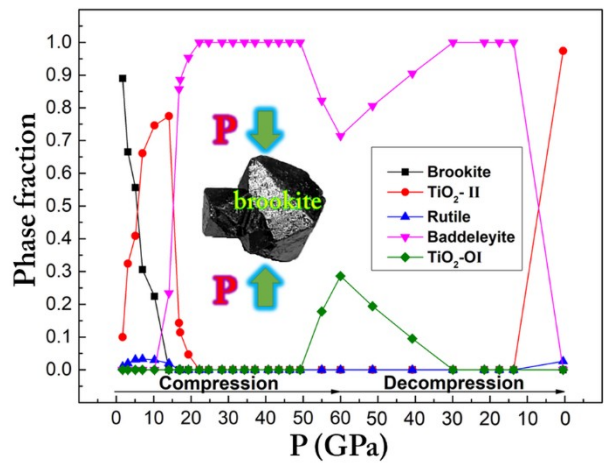 1.0
0.9
0.8
0.7
0.6
0.5
0.4
0.3
0.2
0.1
0.0
Phase fraction
P
brookite
P
Brookite
TiO2- II
Rutile
Baddeleyite
TiO2-OI
Compression
Decompression
0 10 20 30 40 50 60 50 40 30 20 10 0
P (GPa)